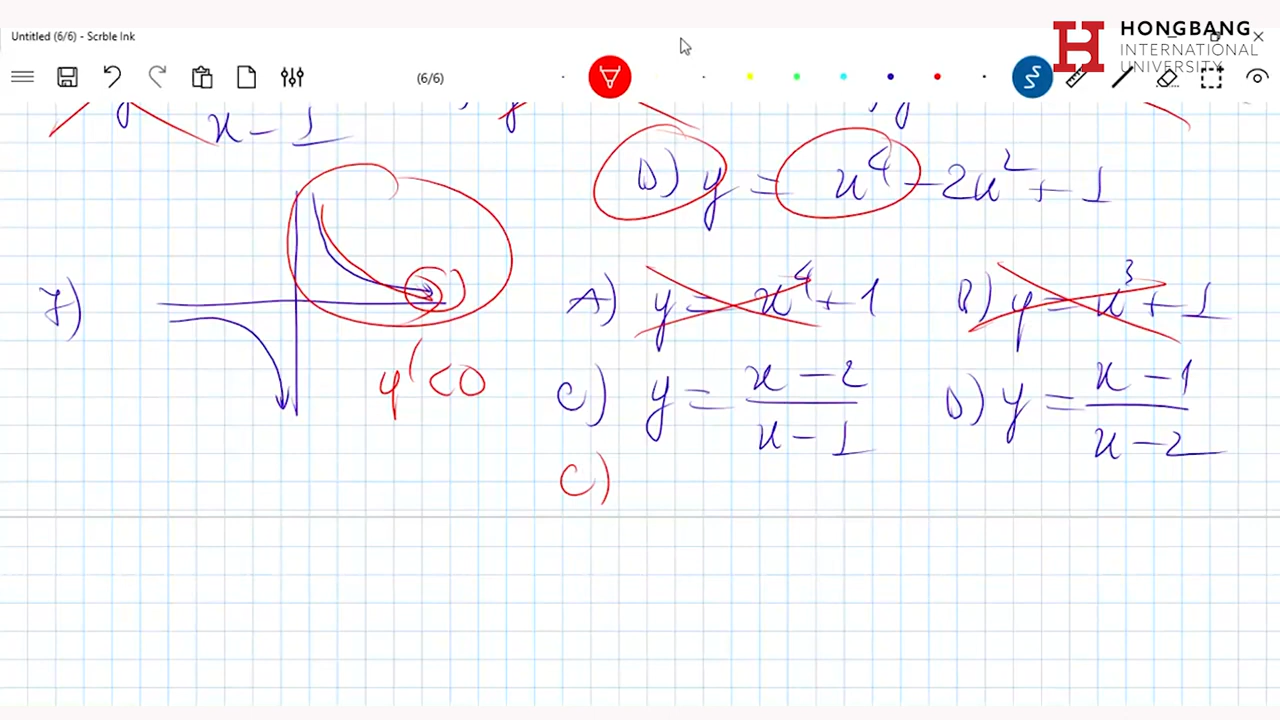 Untitled (6/6) - Scrble Ink
HONGBANG
INTERNATIONAL
UNIVERSITY
(6/6)
x - 1
D) y = x⁴ - 2x² + 1
7)
A) y = x⁴ + 1
B) y = x³ + 1
y' < 0
C) y = (x - 2)/(x - 1)
D) y = (x - 1)/(x - 2)
C)